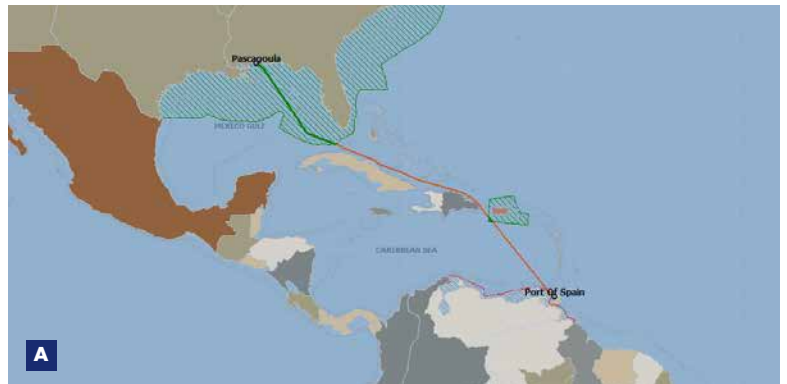 Pascagoula
MEXICO GULF
CARIBBEAN SEA
Port Of Spain
A